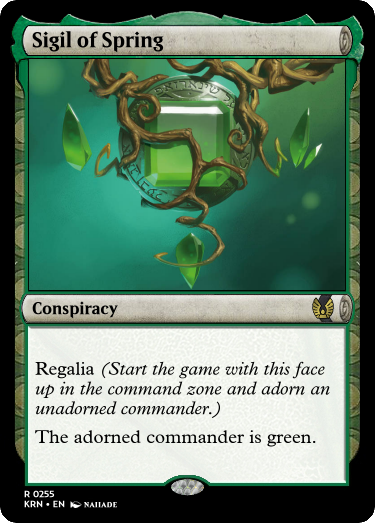 Sigil of Spring
Conspiracy
Regalia (Start the game with this face
up in the command zone and adorn an
unadorned commander.)
The adorned commander is green.
R 0255
KRN • EN NAIIADE